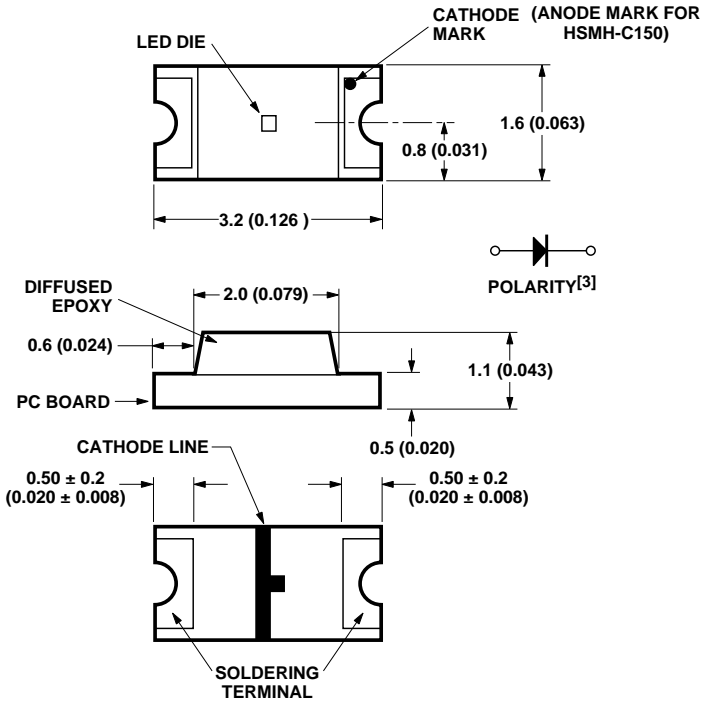 LED DIE
CATHODE
MARK
(ANODE MARK FOR
HSMH-C150)
1.6 (0.063)
0.8 (0.031)
3.2 (0.126 )
POLARITY[3]
DIFFUSED
EPOXY
2.0 (0.079)
0.6 (0.024)
1.1 (0.043)
PC BOARD
0.5 (0.020)
CATHODE LINE
0.50 ± 0.2
(0.020 ± 0.008)
0.50 ± 0.2
(0.020 ± 0.008)
SOLDERING
TERMINAL